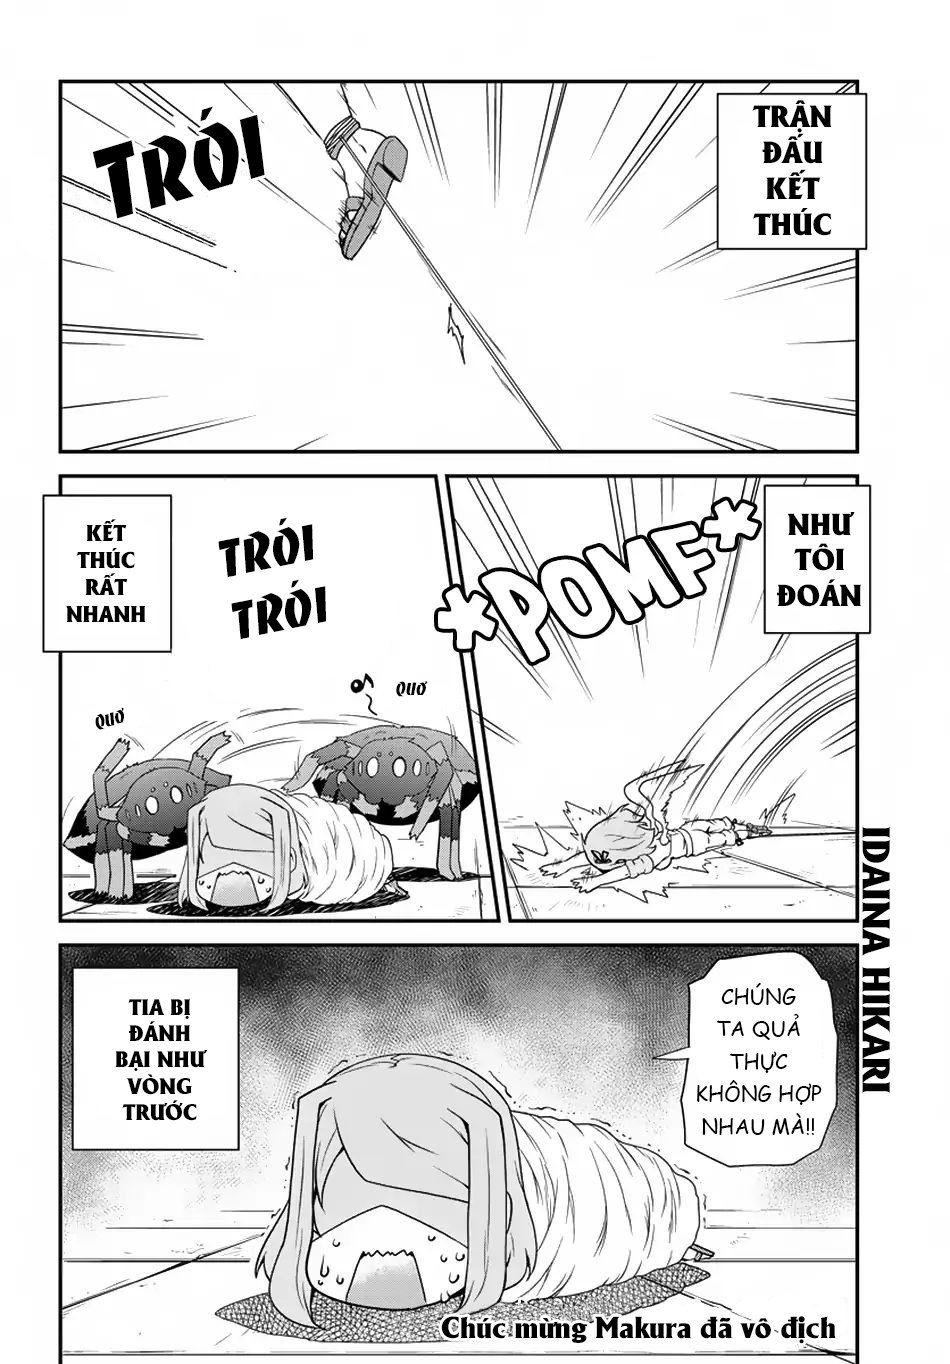 TRÓI
TRẬN
ĐẤU
KẾT
THÚC
NHƯ
TÔI
ĐOÁN
*POMF*
KẾT
THÚC
RẤT
NHANH
TRÓI
TRÓI
QUƠ
QUƠ
IDAINA HIKARI
CHÚNG
TA QUẢ
THỰC
KHÔNG HỢP
NHAU MÀ!!
TIA BỊ
ĐÁNH
BẠI NHƯ
VÒNG
TRƯỚC
Chúc mừng Makura đã vô địch